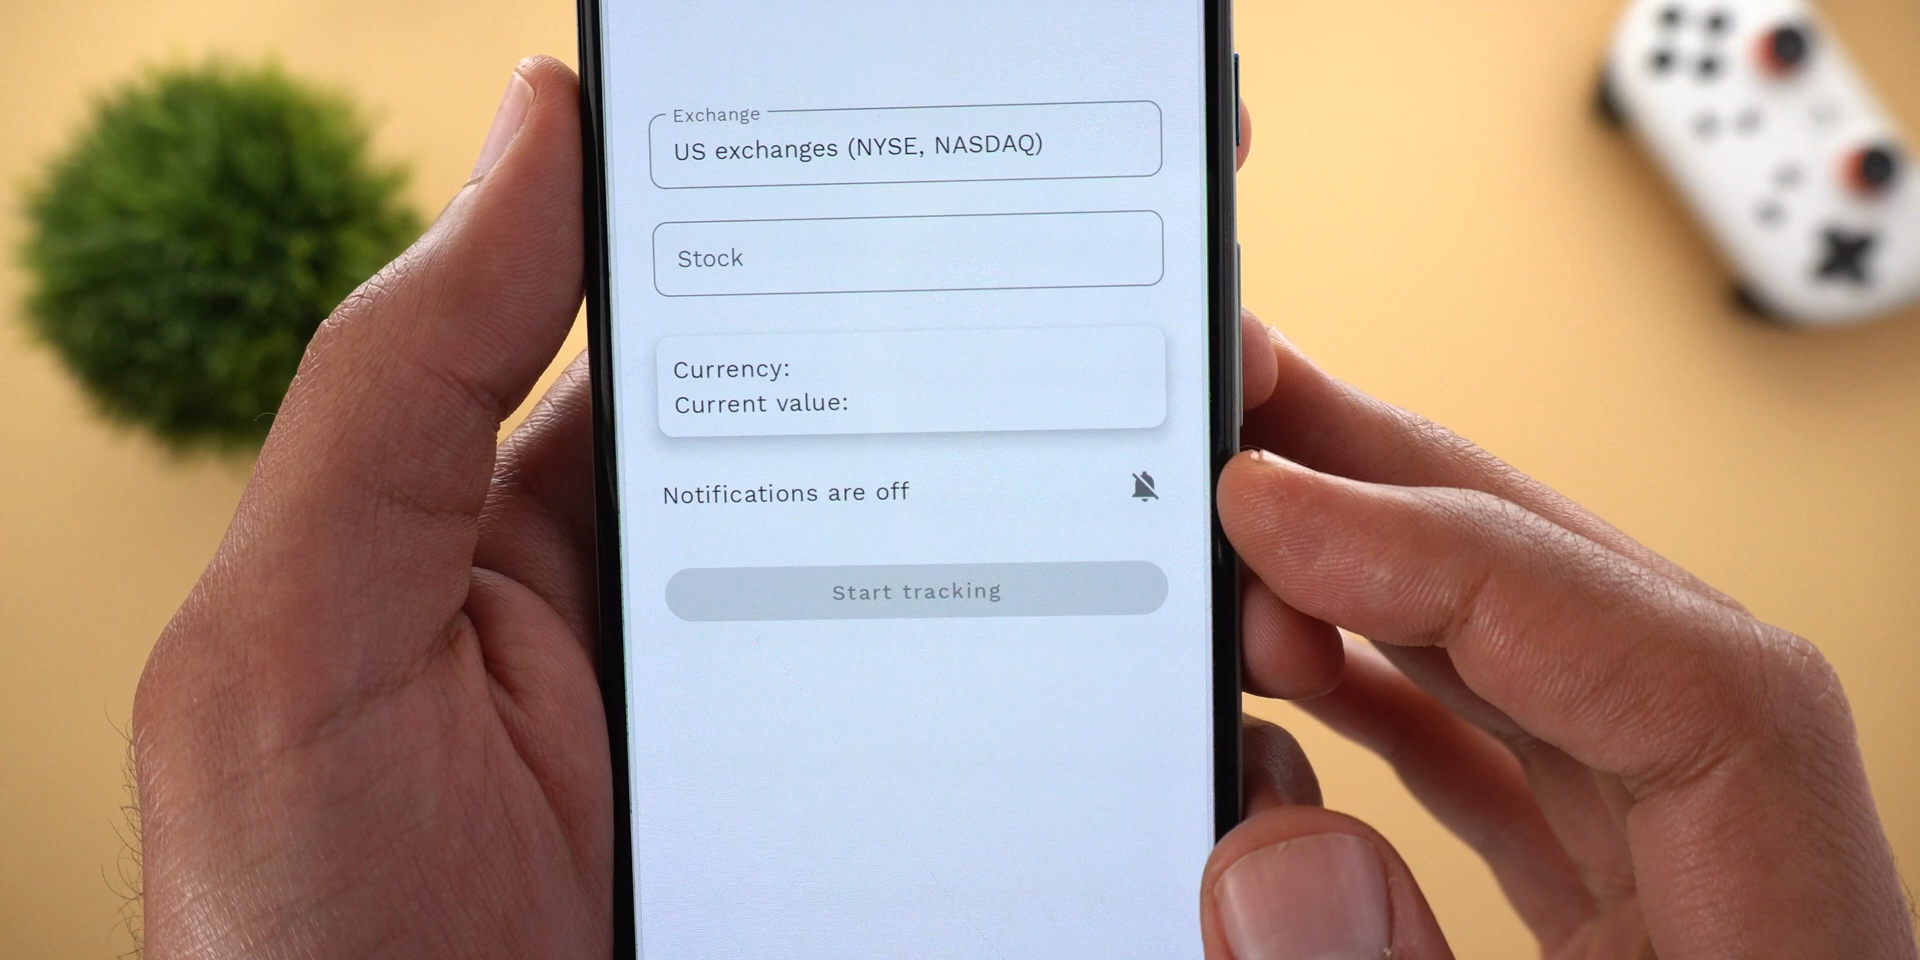 Exchange
US exchanges (NYSE, NASDAQ)
Stock
Currency:
Current value:
Notifications are off
Start tracking